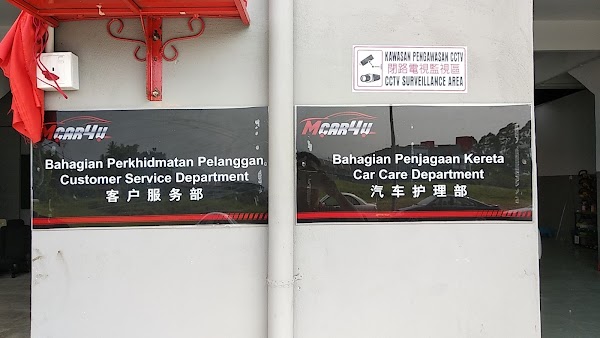 KAWASAN PENGAWASAN CCTV
閉路電視監視區
CCTV SURVEILLANCE AREA
MCAR4U
Bahagian Perkhidmatan Pelanggan
Customer Service Department
客户服务部
MCAR4U
Bahagian Penjagaan Kereta
Car Care Department
汽车护理部